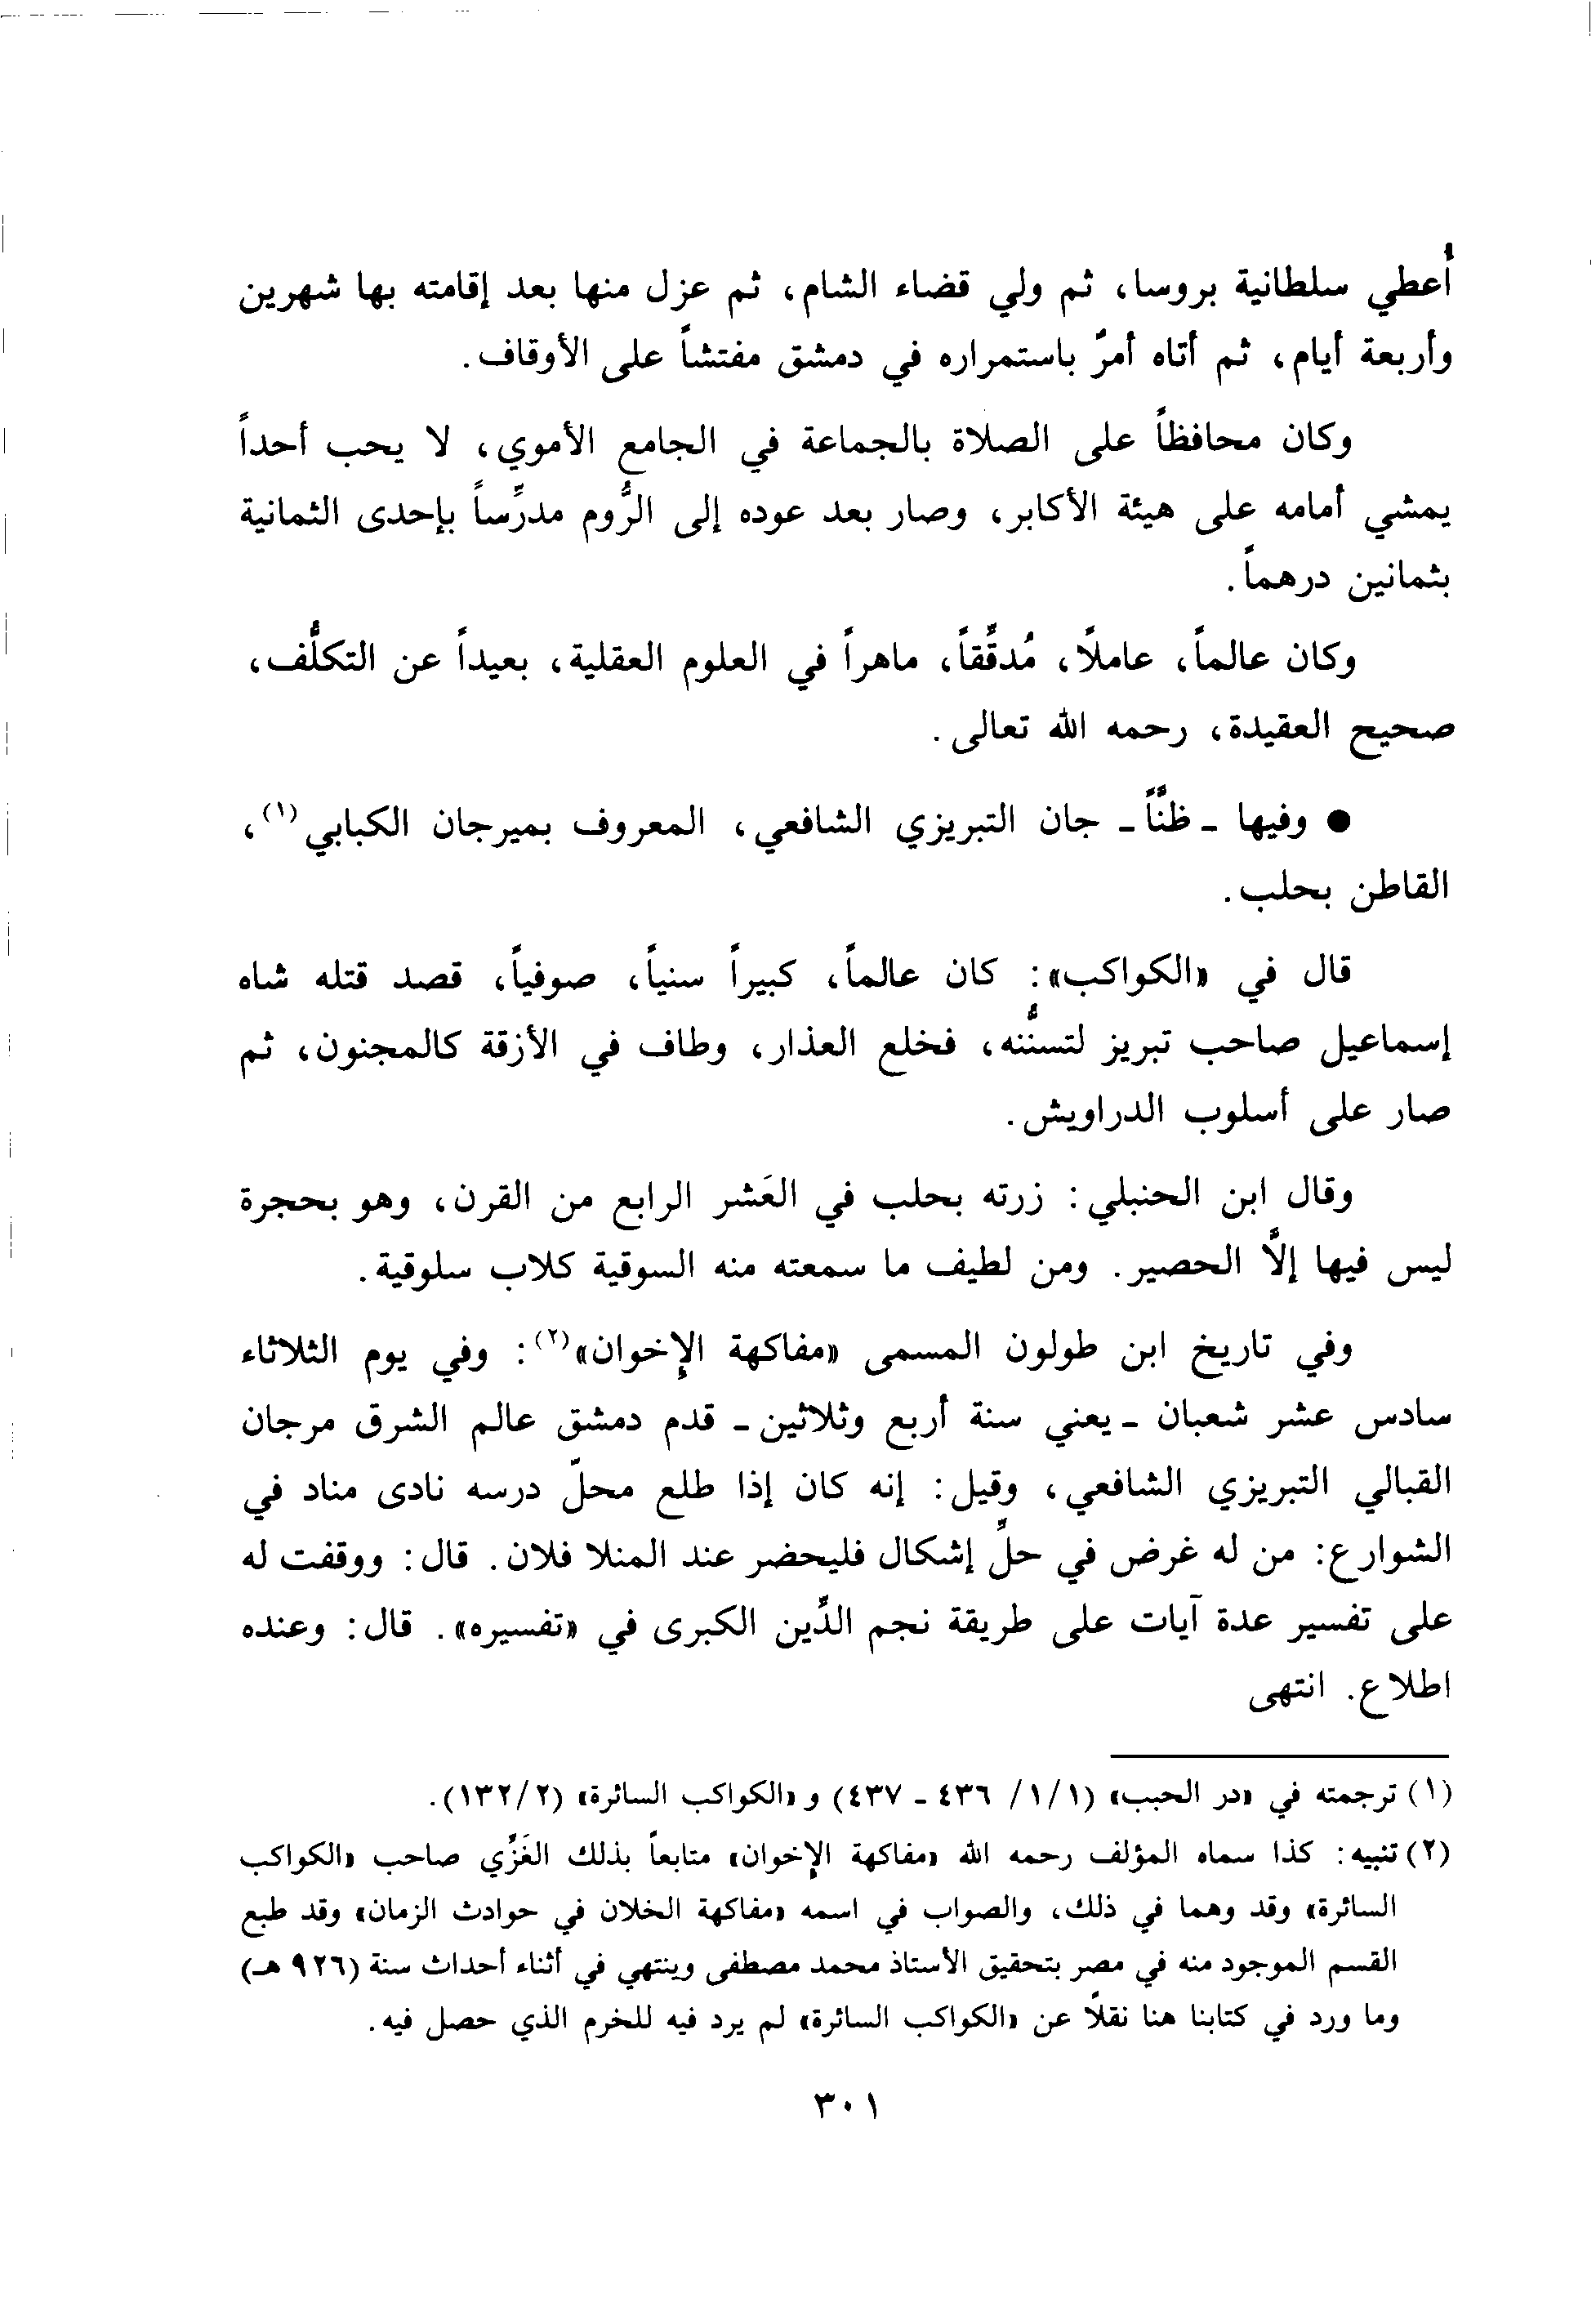 أُعطي سلطانية بروسا، ثم ولي قضاء الشام، ثم عزل منها بعد إقامته بها شهرين
وأربعة أيام، ثم أتاه أمرٌ باستمراره في دمشق مفتشاً على الأوقاف.
وكان محافظاً على الصلاة بالجماعة في الجامع الأموي، لا يحب أحداً
يمشي أمامه على هيئة الأكابر، وصار بعد عوده إلى الرُّوم مدرِّساً بإحدى الثمانية
بثمانين درهماً.
وكان عالماً، عاملاً، مُدقِّقاً، ماهراً في العلوم العقلية، بعيداً عن التكلُّف،
صحيح العقيدة، رحمه الله تعالى.
● وفيها ـ ظنَّاً ـ جان التبريزي الشافعي، المعروف بميرجان الكبابي(١)،
القاطن بحلب.
قال في «الكواكب»: كان عالماً، كبيراً سنياً، صوفياً، قصد قتله شاه
إسماعيل صاحب تبريز لتسنُّنه، فخلع العذار، وطاف في الأزقة كالمجنون، ثم
صار على أسلوب الدراويش.
وقال ابن الحنبلي: زرته بحلب في العَشر الرابع من القرن، وهو بحجرة
ليس فيها إلَّا الحصير. ومن لطيف ما سمعته منه السوقية كلاب سلوقية.
وفي تاريخ ابن طولون المسمى «مفاكهة الإخوان»(٢): وفي يوم الثلاثاء
سادس عشر شعبان ـ يعني سنة أربع وثلاثين ـ قدم دمشق عالم الشرق مرجان
القبالي التبريزي الشافعي، وقيل: إنه كان إذا طلع محلّ درسه نادى مناد في
الشوارع: من له غرض في حلِّ إشكال فليحضر عند المنلا فلان. قال: ووقفت له
على تفسير عدة آيات على طريقة نجم الدِّين الكبرى في «تفسيره». قال: وعنده
اطلاع. انتهى
(١) ترجمته في «در الحبب» (١/١/ ٤٣٦ ـ ٤٣٧) و «الكواكب السائرة» (٢/١٣٢).
(٢) تنبيه: كذا سماه المؤلف رحمه الله «مفاكهة الإخوان» متابعاً بذلك الغَزِّي صاحب «الكواكب
السائرة» وقد وهما في ذلك، والصواب في اسمه «مفاكهة الخلان في حوادث الزمان» وقد طبع
القسم الموجود منه في مصر بتحقيق الأستاذ محمد مصطفى وينتهي في أثناء أحداث سنة (٩٢٦ هـ)
وما ورد في كتابنا هنا نقلاً عن «الكواكب السائرة» لم يرد فيه للخرم الذي حصل فيه.
٣٠١